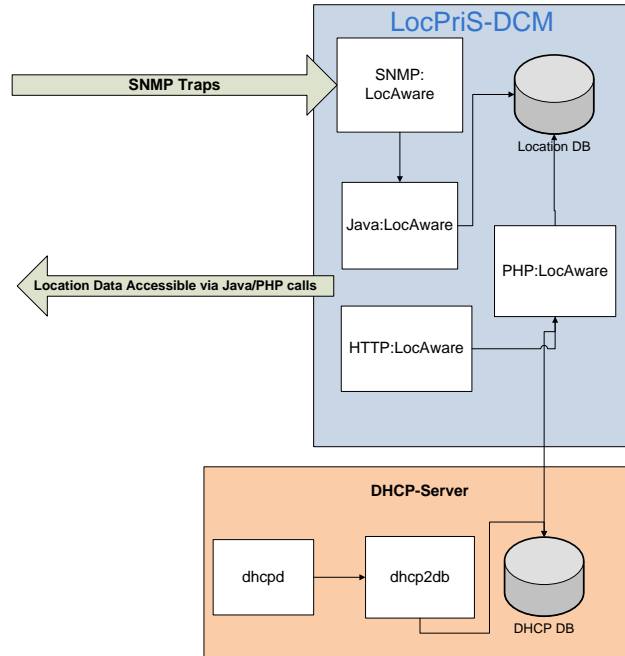 LocPriS-DCM
SNMP Traps
SNMP:
LocAware
Location DB
Java:LocAware
PHP:LocAware
Location Data Accessible via Java/PHP calls
HTTP:LocAware
DHCP-Server
dhcpd
dhcp2db
DHCP DB